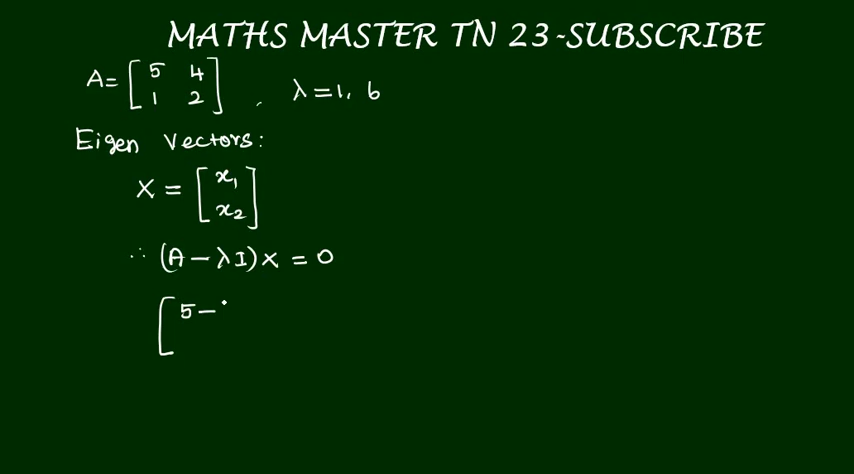 MATHS MASTER TN 23-SUBSCRIBE
A = [ 5 4
1 2 ] , λ = 1, 6
Eigen Vectors:
X = [ x₁
x₂ ]
∴ (A − λI)X = 0
[ 5 −